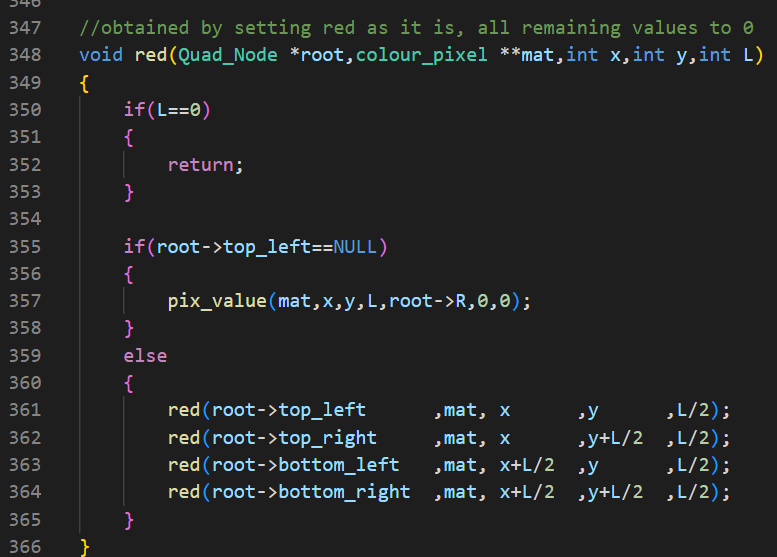 346
347 //obtained by setting red as it is, all remaining values to 0
348 void red(Quad_Node *root,colour_pixel **mat,int x,int y,int L)
349 {
350     if(L==0)
351     {
352         return;
353     }
354
355     if(root->top_left==NULL)
356     {
357         pix_value(mat,x,y,L,root->R,0,0);
358     }
359     else
360     {
361         red(root->top_left      ,mat, x      ,y      ,L/2);
362         red(root->top_right     ,mat, x      ,y+L/2  ,L/2);
363         red(root->bottom_left   ,mat, x+L/2  ,y      ,L/2);
364         red(root->bottom_right  ,mat, x+L/2  ,y+L/2  ,L/2);
365     }
366 }